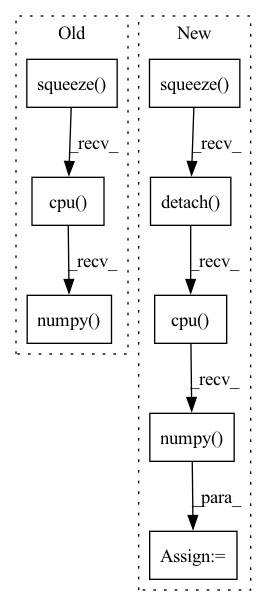 Old
New
squeeze()
squeeze()
_recv_
_recv_
cpu()
detach()
_recv_
_recv_
numpy()
cpu()
_recv_
numpy()
_para_
Assign:=